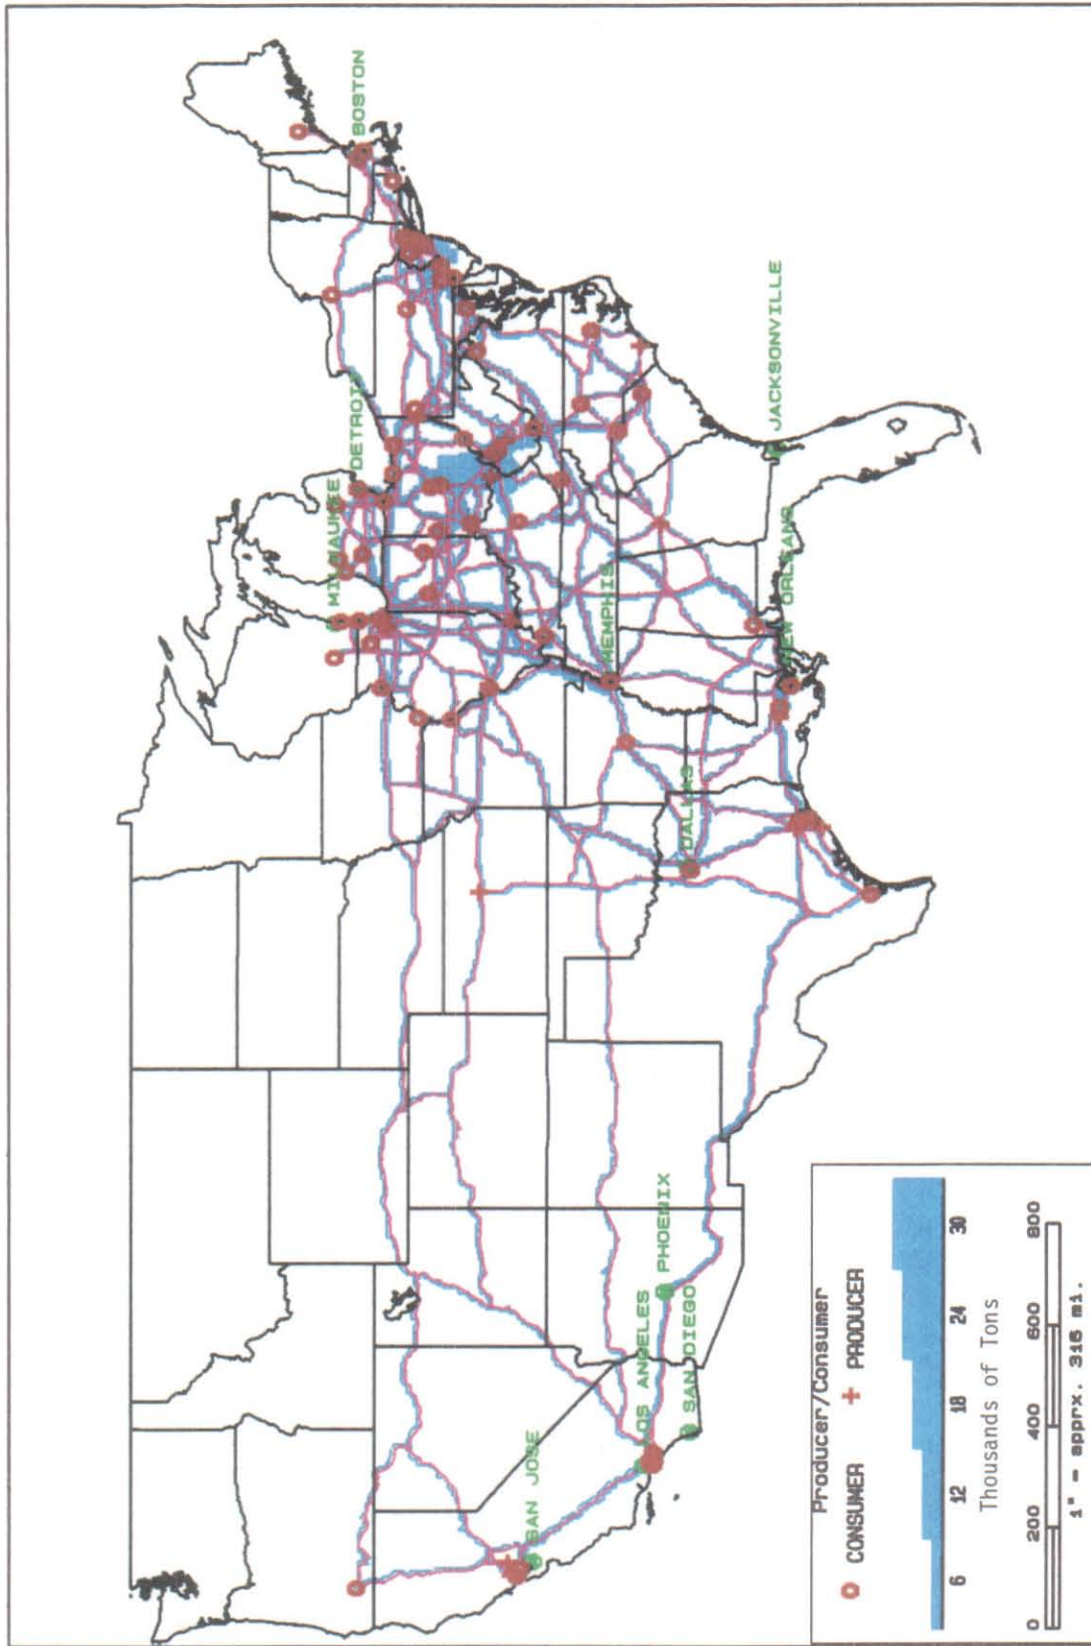 BOSTON
DETROIT
MILWAUKEE
JACKSONVILLE
NEW ORLEANS
MEMPHIS
DALLAS
PHOENIX
LOS ANGELES
SAN DIEGO
SAN JOSE
Producer/Consumer
CONSUMER PRODUCER
6 12 18 24 30
Thousands of Tons
0 200 400 600 800
1" = apprx. 316 mi.